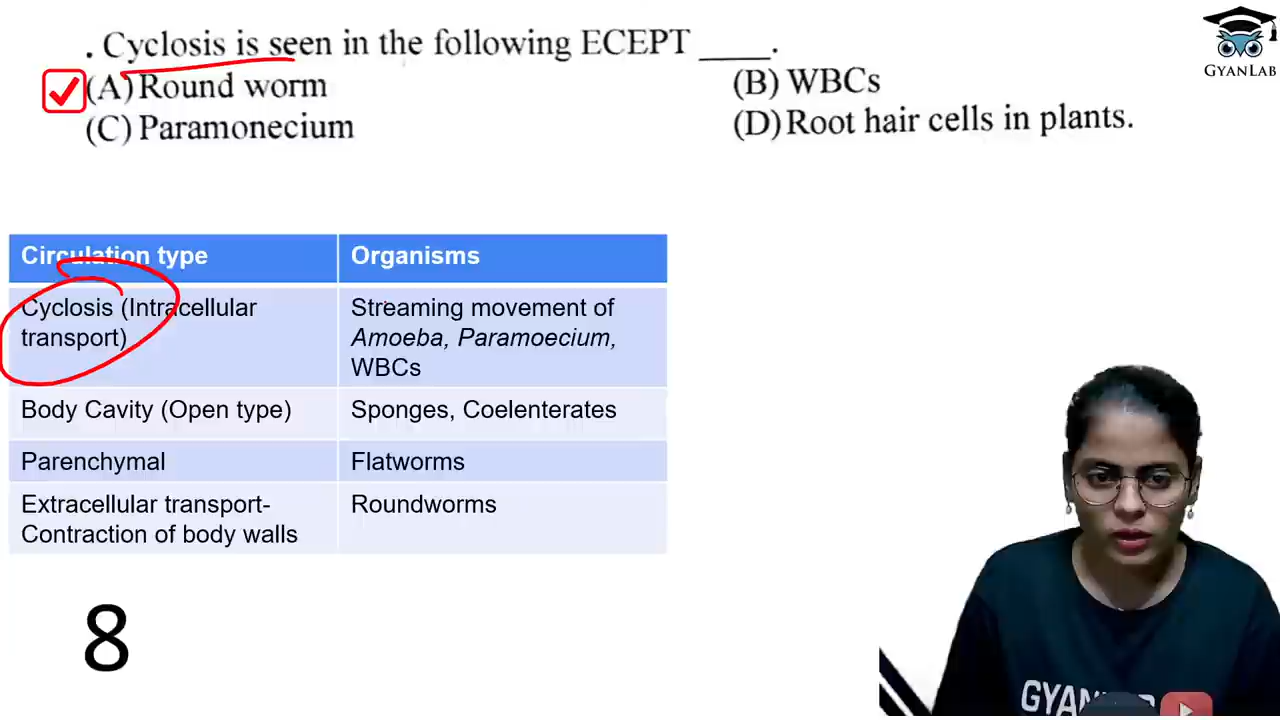 . Cyclosis is seen in the following ECEPT ____.
(A) Round worm
(B) WBCs
(C) Paramonecium
(D) Root hair cells in plants.
GYANLAB
Circulation type
Organisms
Cyclosis (Intracellular
transport)
Streaming movement of
Amoeba, Paramoecium,
WBCs
Body Cavity (Open type)
Sponges, Coelenterates
Parenchymal
Flatworms
Extracellular transport-
Contraction of body walls
Roundworms
8